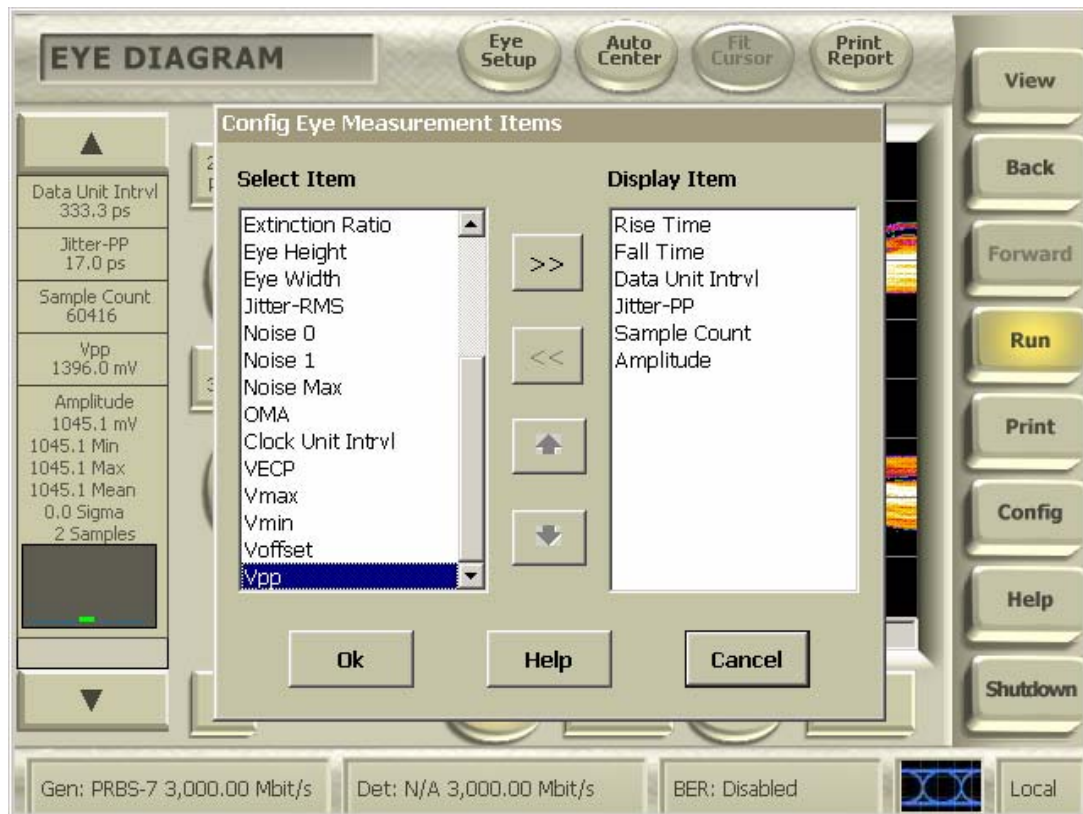 EYE DIAGRAM
Eye
Setup
Auto
Center
Fit
Cursor
Print
Report
View
Back
Forward
Run
Print
Config
Help
Shutdown
Data Unit Intrvl
333.3 ps
Jitter-PP
17.0 ps
Sample Count
60416
Vpp
1396.0 mV
Amplitude
1045.1 mV
1045.1 Min
1045.1 Max
1045.1 Mean
0.0 Sigma
2 Samples
Config Eye Measurement Items
Select Item
Extinction Ratio
Eye Height
Eye Width
Jitter-RMS
Noise 0
Noise 1
Noise Max
OMA
Clock Unit Intrvl
VECP
Vmax
Vmin
Voffset
Vpp
>>
<<
Display Item
Rise Time
Fall Time
Data Unit Intrvl
Jitter-PP
Sample Count
Amplitude
Ok
Help
Cancel
Gen: PRBS-7 3,000.00 Mbit/s
Det: N/A 3,000.00 Mbit/s
BER: Disabled
Local